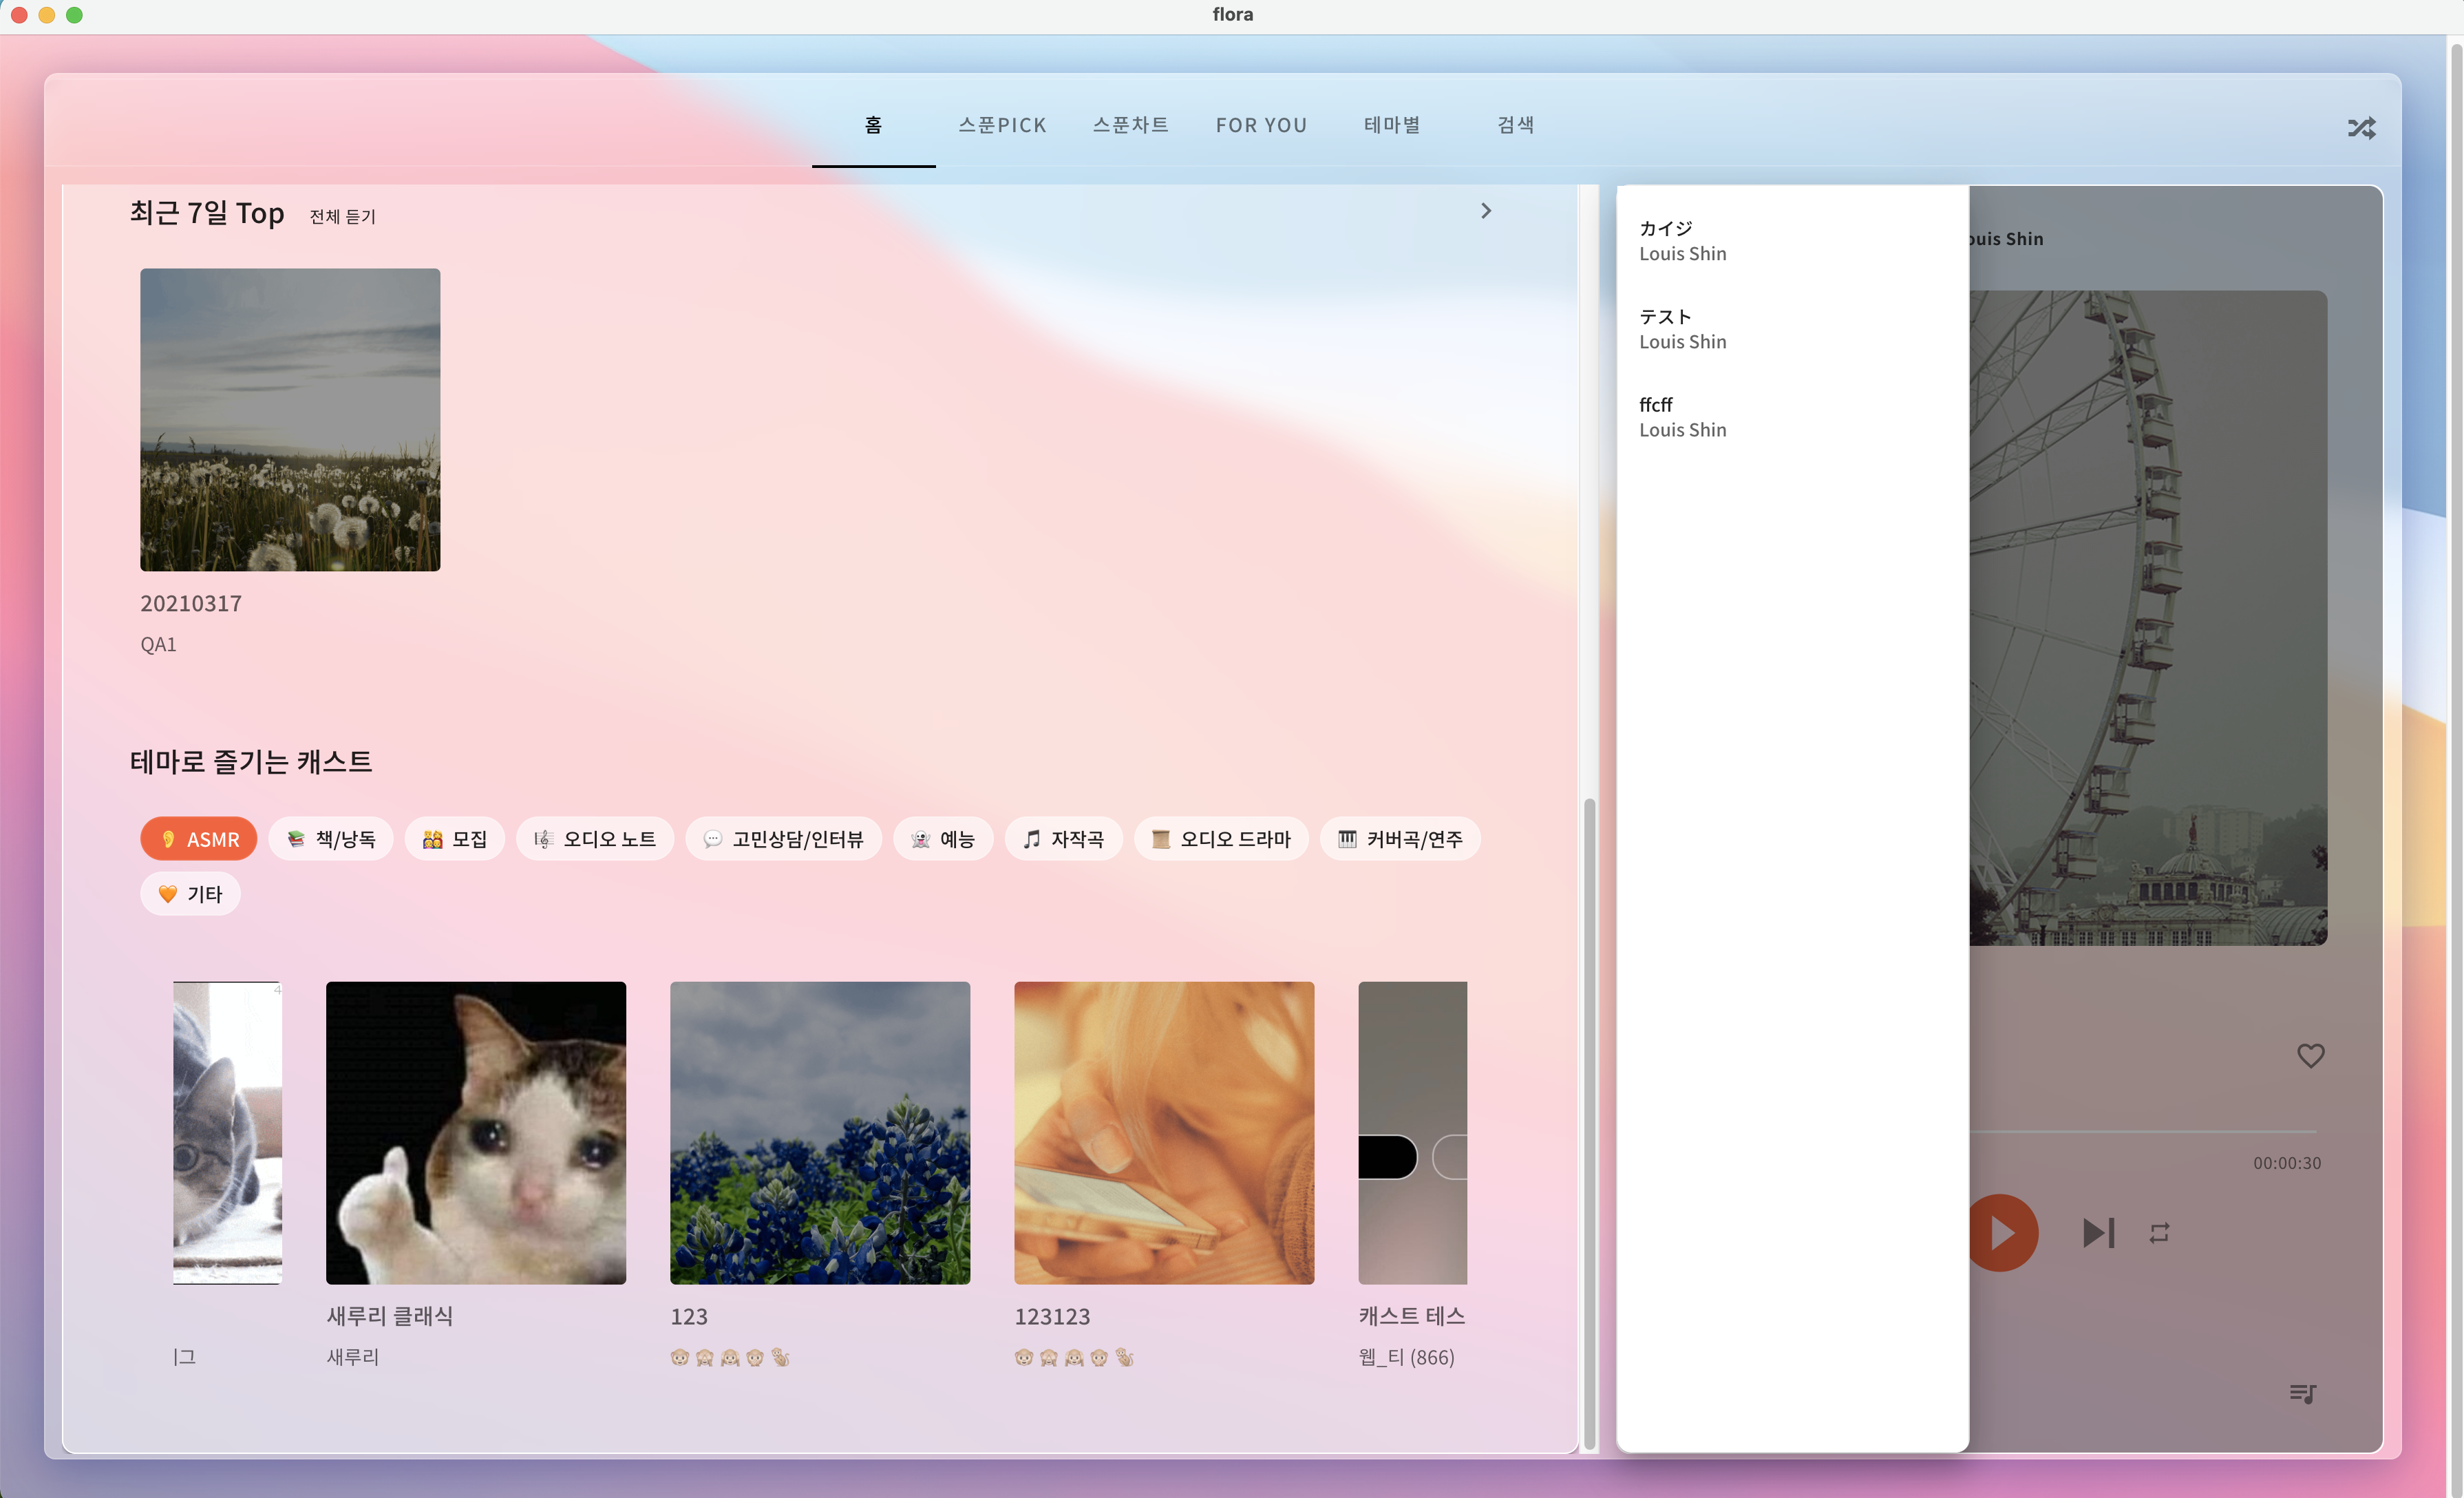 flora
홈 스푼PICK 스푼차트 FOR YOU 테마별 검색
최근 7일 Top 전체 듣기
20210317
QA1
테마로 즐기는 캐스트
👂 ASMR 📚 책/낭독 👭 모집 🎼 오디오 노트 💬 고민상담/인터뷰 👻 예능 🎵 자작곡 📜 오디오 드라마 🎹 커버곡/연주
🧡 기타
4
새루리 클래식
새루리
123
🐵🙈🙉🐵🐒
123123
🐵🙈🙉🐵🐒
캐스트 테스
웹_티 (866)
カイジ
Louis Shin
テスト
Louis Shin
ffcff
Louis Shin
ouis Shin
00:00:30